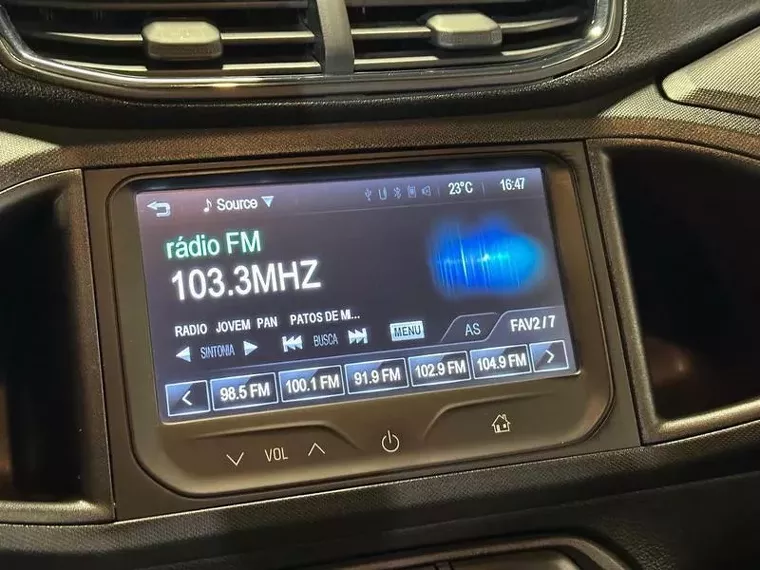 Source 23°C 16:47
rádio FM
103.3MHZ
RADIO JOVEM PAN PATOS DE MI...
SINTONIA BUSCA MENU AS FAV2/7
98.5 FM 100.1 FM 91.9 FM 102.9 FM 104.9 FM
VOL